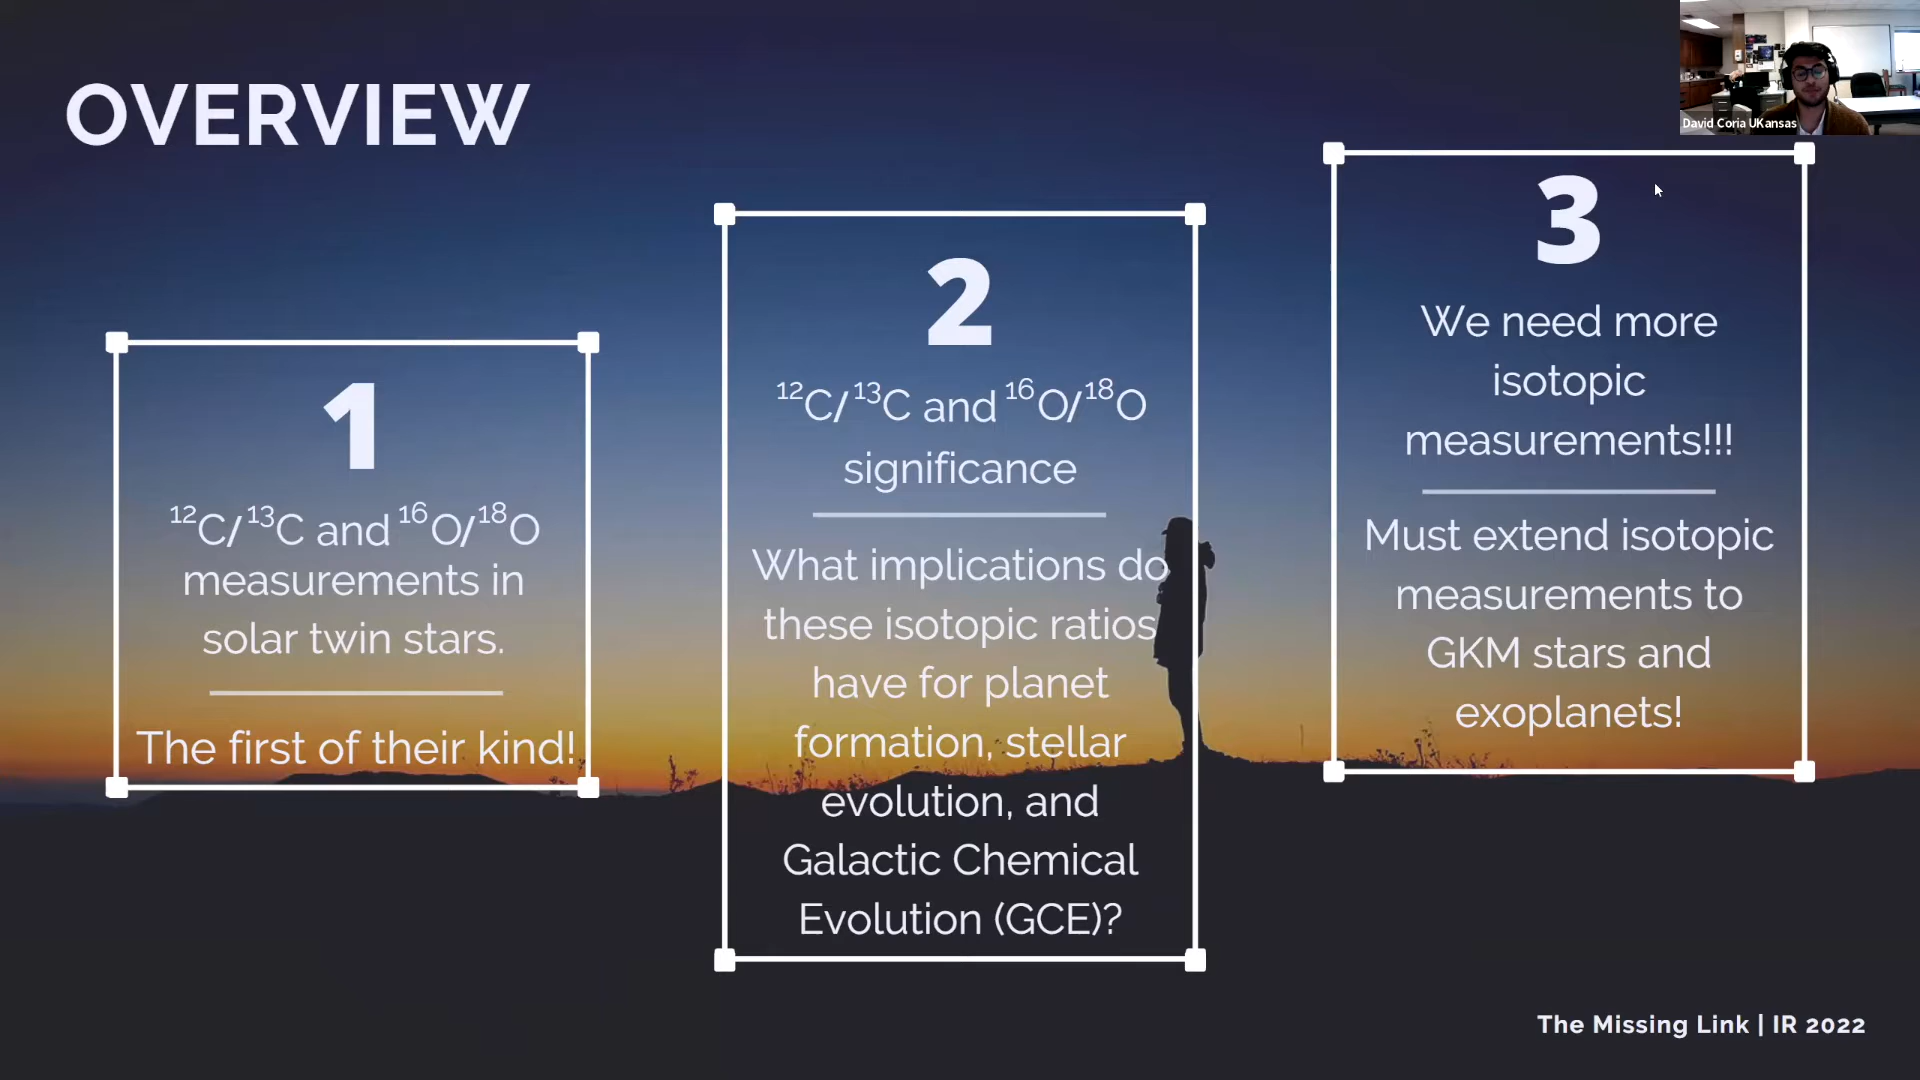 OVERVIEW
David Coria UKansas
1
¹²C/¹³C and ¹⁶O/¹⁸O
measurements in
solar twin stars.
The first of their kind!
2
¹²C/¹³C and ¹⁶O/¹⁸O
significance
What implications do
these isotopic ratios
have for planet
formation, stellar
evolution, and
Galactic Chemical
Evolution (GCE)?
3
We need more
isotopic
measurements!!!
Must extend isotopic
measurements to
GKM stars and
exoplanets!
The Missing Link | IR 2022